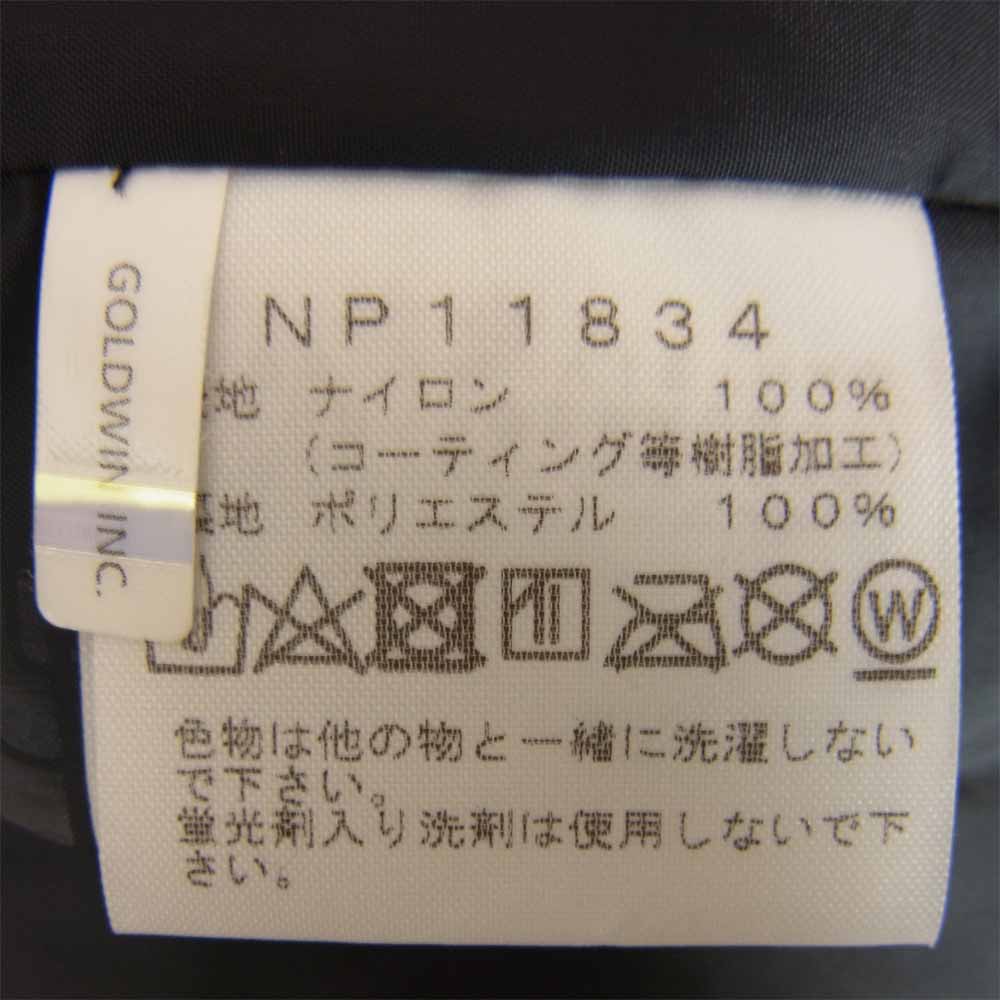 GOLDWIN INC.
NP11834
地 ナイロン 100%
(コーティング等樹脂加工)
地 ポリエステル 100%
W
色物は他の物と一緒に洗濯しない
で下さい。
蛍光剤入り洗剤は使用しないで下
さい。